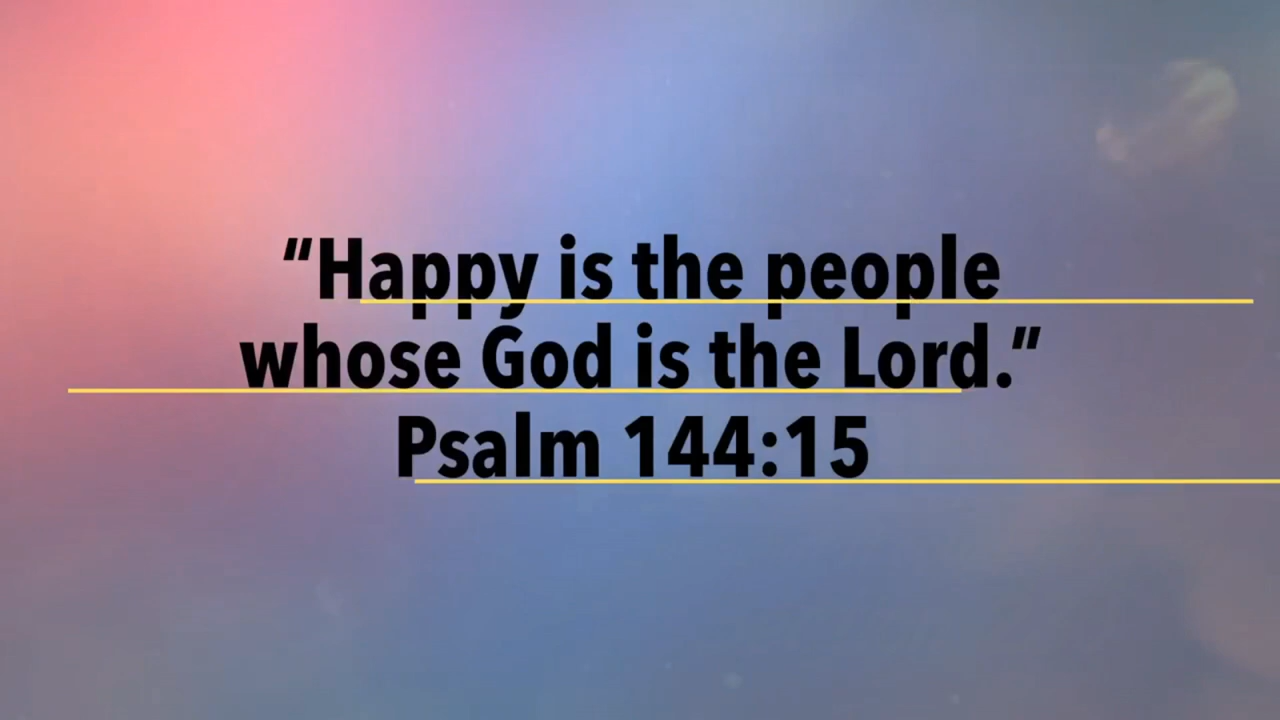 “Happy is the people
whose God is the Lord.”
Psalm 144:15